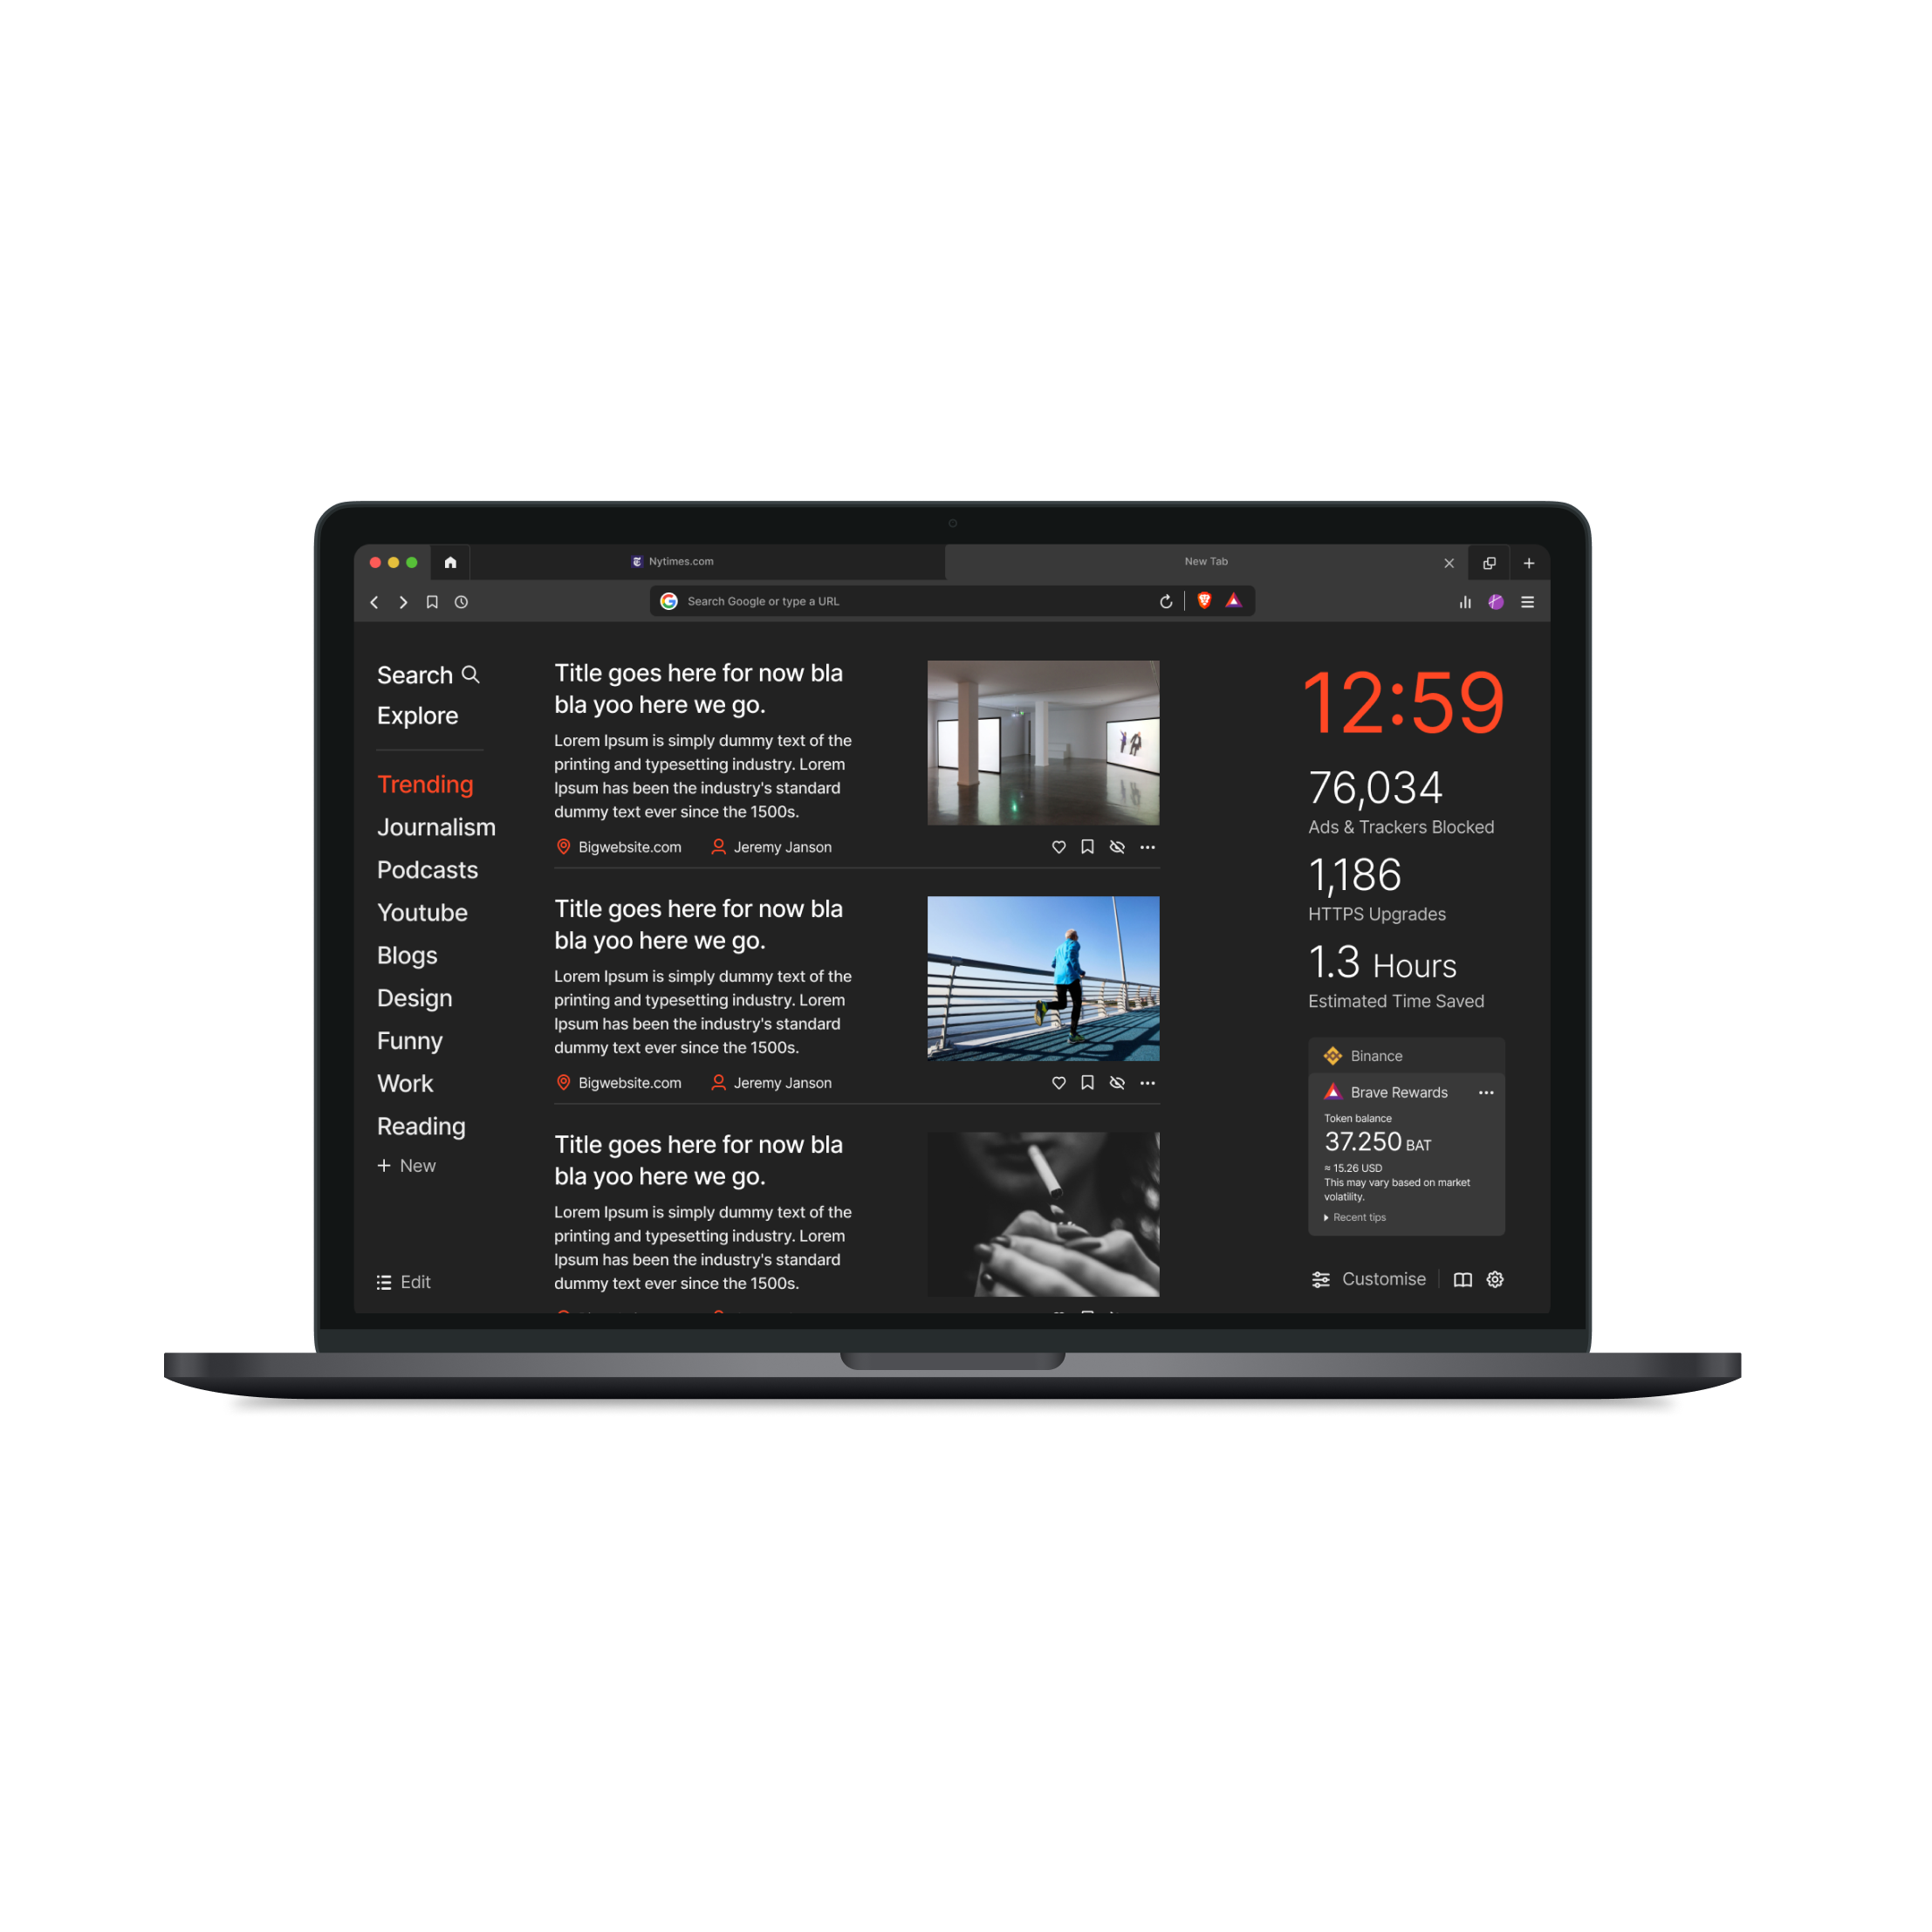 Nytimes.com
New Tab
Search Google or type a URL
Search
Explore
Trending
Journalism
Podcasts
Youtube
Blogs
Design
Funny
Work
Reading
+ New
Edit
Title goes here for now bla
bla yoo here we go.
Lorem Ipsum is simply dummy text of the
printing and typesetting industry. Lorem
Ipsum has been the industry's standard
dummy text ever since the 1500s.
Bigwebsite.com Jeremy Janson
Title goes here for now bla
bla yoo here we go.
Lorem Ipsum is simply dummy text of the
printing and typesetting industry. Lorem
Ipsum has been the industry's standard
dummy text ever since the 1500s.
Bigwebsite.com Jeremy Janson
Title goes here for now bla
bla yoo here we go.
Lorem Ipsum is simply dummy text of the
printing and typesetting industry. Lorem
Ipsum has been the industry's standard
dummy text ever since the 1500s.
12:59
76,034
Ads & Trackers Blocked
1,186
HTTPS Upgrades
1.3 Hours
Estimated Time Saved
Binance
Brave Rewards
Token balance
37.250 BAT
≈ 15.26 USD
This may vary based on market
volatility.
Recent tips
Customise